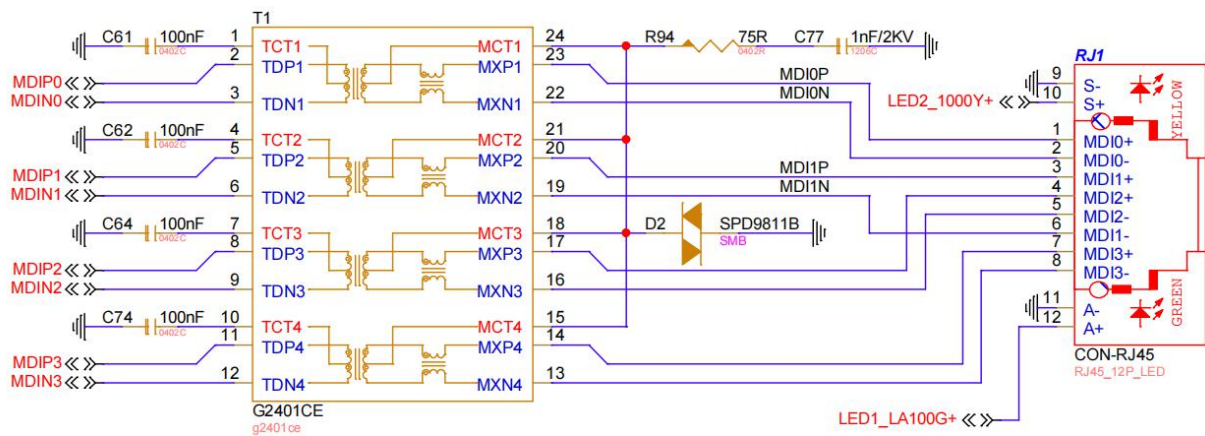 T1
C61 100nF 0402C
1 TCT1 MCT1 24
R94 75R 0402R C77 1nF/2KV 1206C
RJ1
2 TDP1 MXP1 23
MDIP0
MDIN0
3 TDN1 MXN1 22
MDI0P
MDI0N
9 S-
10 S+
LED2_1000Y+
YELLOW
C62 100nF 0402C
4 TCT2 MCT2 21
5 TDP2 MXP2 20
MDIP1
MDIN1
6 TDN2 MXN2 19
MDI1P
MDI1N
1 MDI0+
2 MDI0-
3 MDI1+
4 MDI2+
5 MDI2-
6 MDI1-
7 MDI3+
8 MDI3-
C64 100nF 0402C
7 TCT3 MCT3 18
D2 SPD9811B
SMB
8 TDP3 MXP3 17
MDIP2
MDIN2
9 TDN3 MXN3 16
GREEN
11 A-
12 A+
C74 100nF 0402C
10 TCT4 MCT4 15
11 TDP4 MXP4 14
MDIP3
MDIN3
12 TDN4 MXN4 13
CON-RJ45
RJ45_12P_LED
G2401CE
g2401ce
LED1_LA100G+